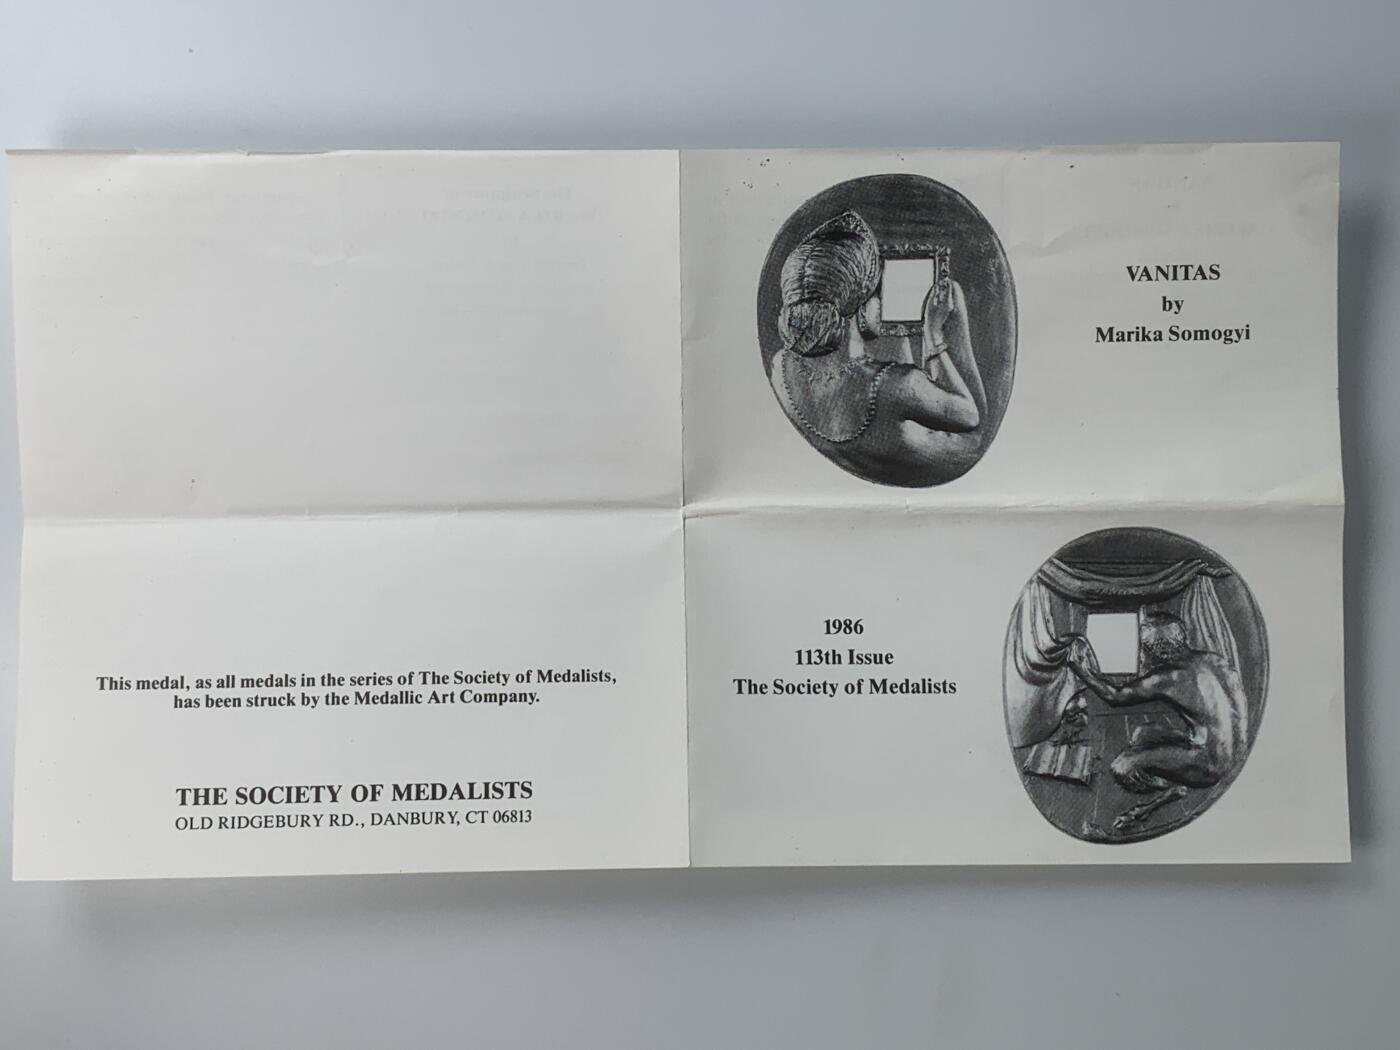 VANITAS
by
Marika Somogyi
1986
113th Issue
The Society of Medalists
This medal, as all medals in the series of The Society of Medalists,
has been struck by the Medallic Art Company.
THE SOCIETY OF MEDALISTS
OLD RIDGEBURY RD., DANBURY, CT 06813